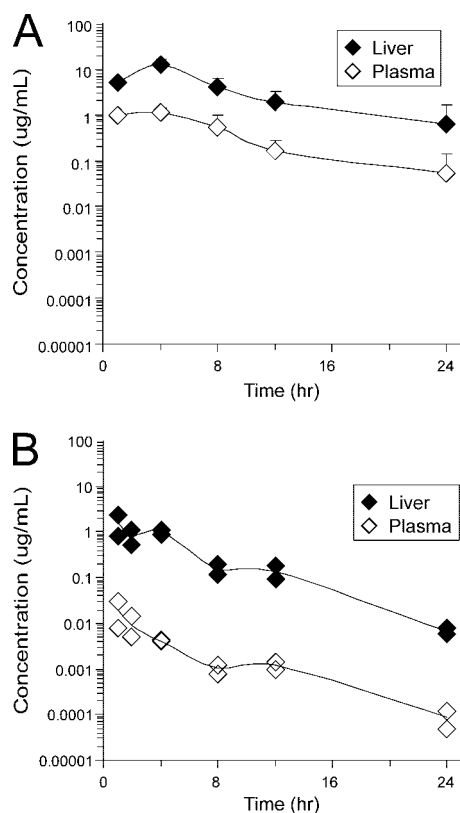 A
Liver
Plasma
Concentration (ug/mL)
100
10
1
0.1
0.01
0.001
0.0001
0.00001
0 8 16 24
Time (hr)
B
Liver
Plasma
Concentration (ug/mL)
100
10
1
0.1
0.01
0.001
0.0001
0.00001
0 8 16 24
Time (hr)